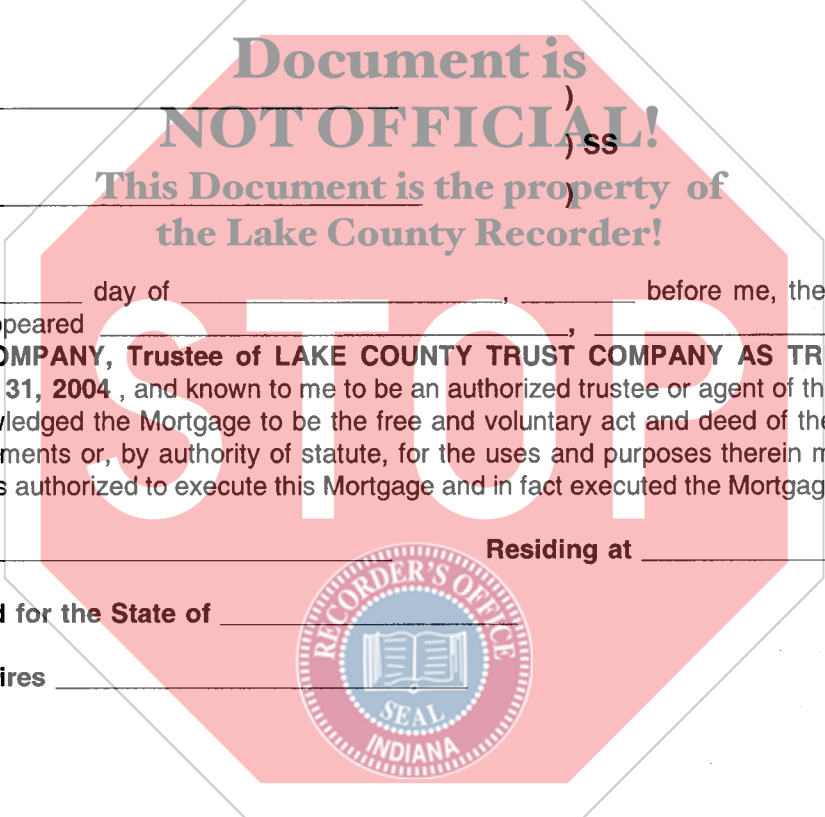 Document is
)
NOT OFFICIAL!
) SS
This Document is the property of
)
the Lake County Recorder!
day of , before me, the
peared ,
OMPANY, Trustee of LAKE COUNTY TRUST COMPANY AS TR
31, 2004 , and known to me to be an authorized trustee or agent of th
ledged the Mortgage to be the free and voluntary act and deed of the
ments or, by authority of statute, for the uses and purposes therein m
s authorized to execute this Mortgage and in fact executed the Mortgag
STOP
Residing at
d for the State of
ires
RECORDER'S OFFICE
SEAL
INDIANA